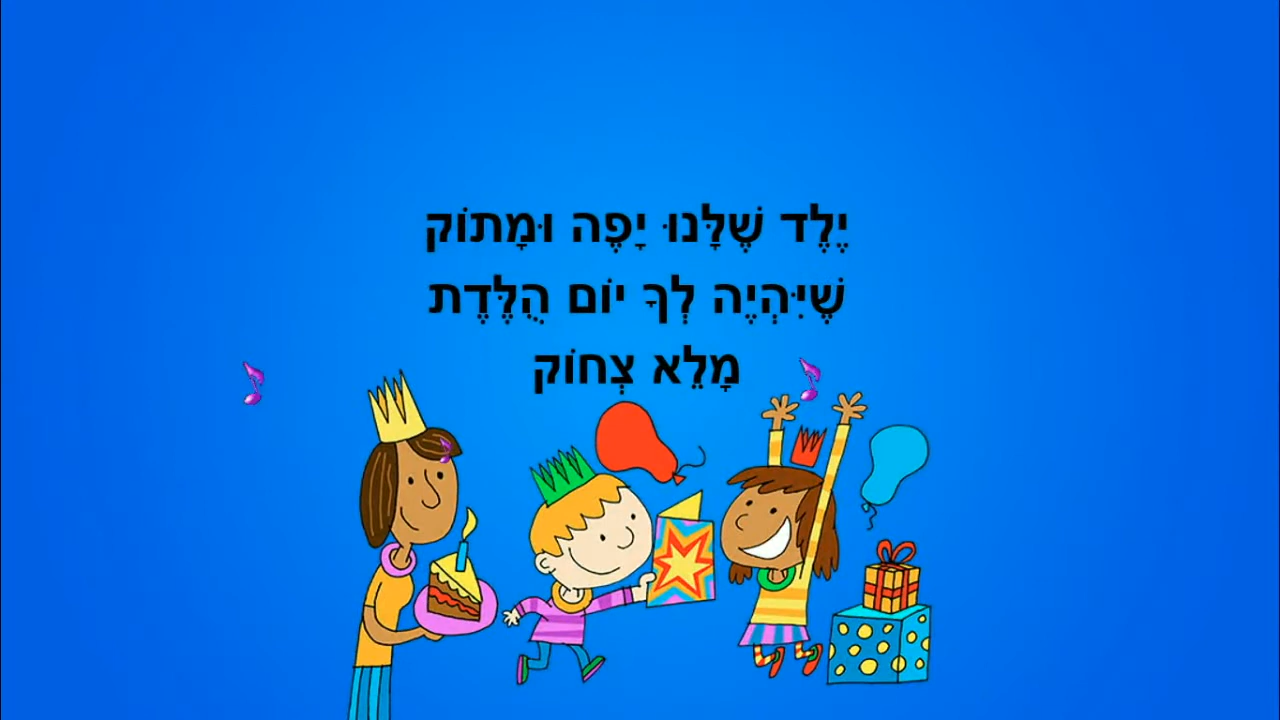 יֶלֶד שֶׁלָּנוּ יָפֶה וּמָתוֹק
שֶׁיִּהְיֶה לְךָ יוֹם הֻלֶּדֶת
מָלֵא צְחוֹק